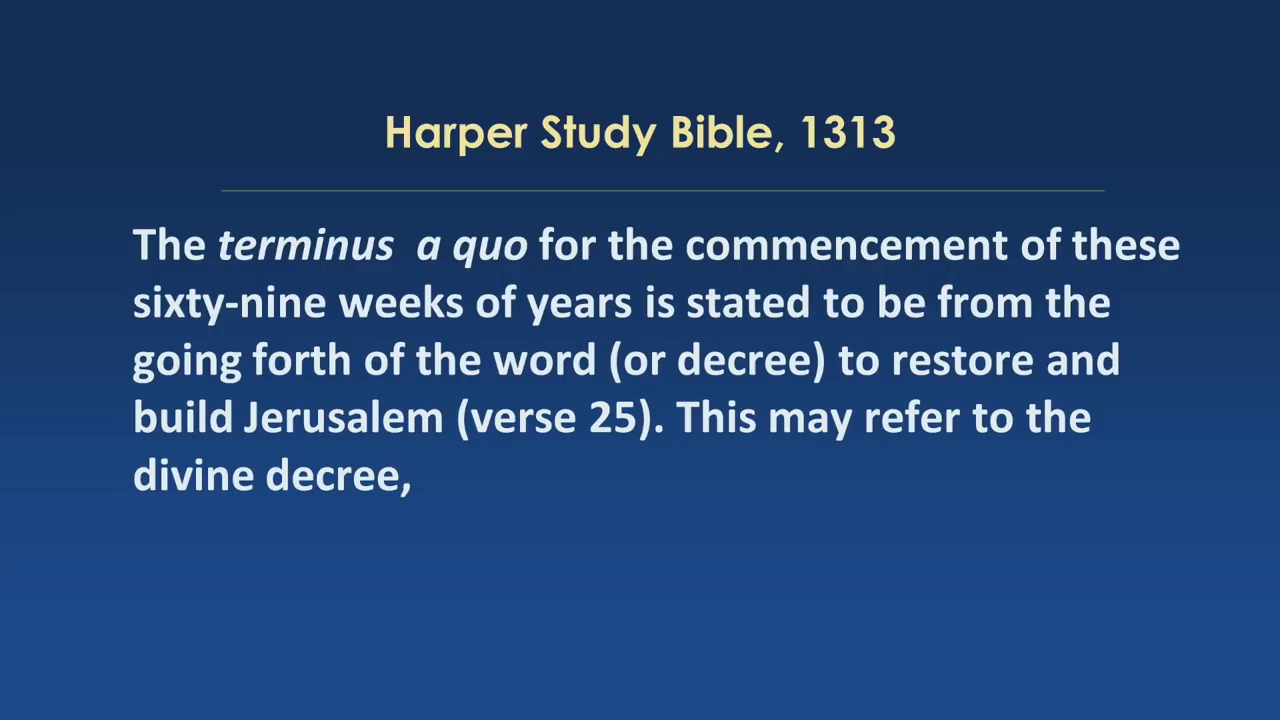 Harper Study Bible, 1313
The terminus a quo for the commencement of these
sixty-nine weeks of years is stated to be from the
going forth of the word (or decree) to restore and
build Jerusalem (verse 25). This may refer to the
divine decree,